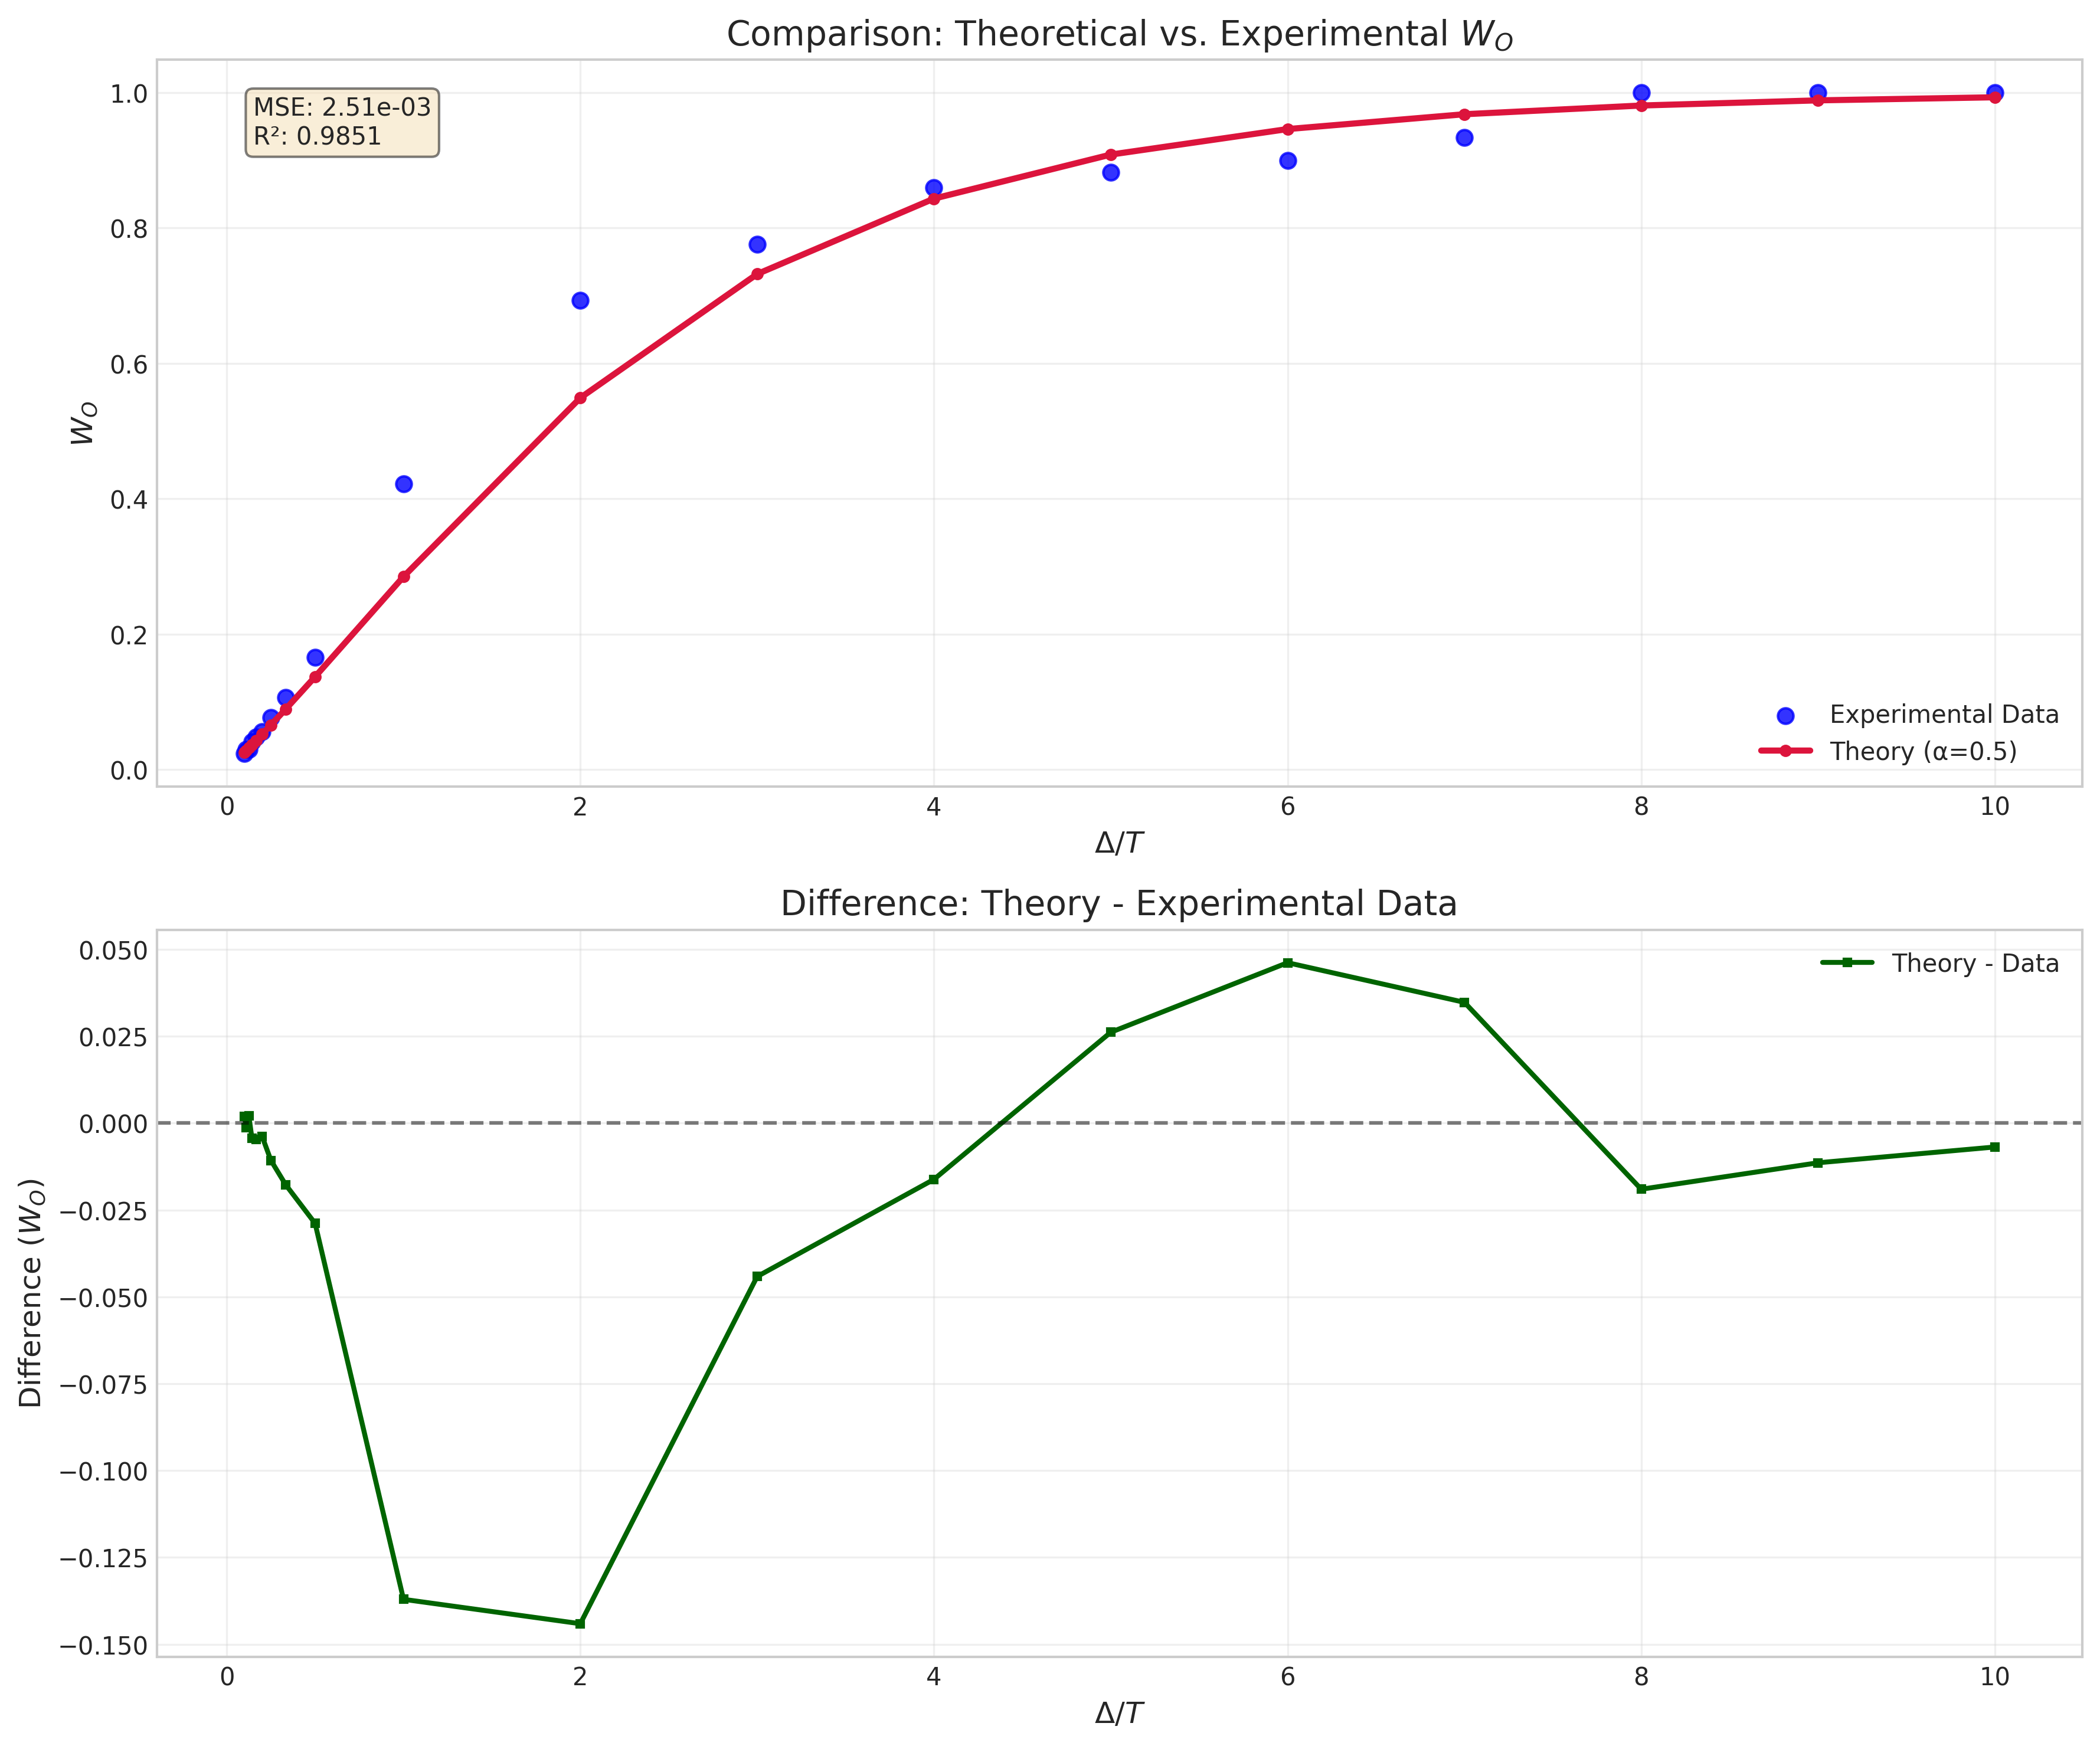 Comparison: Theoretical vs. Experimental W_O
MSE: 2.51e-03
R²: 0.9851
1.0
0.8
0.6
0.4
0.2
0.0
W_O
Experimental Data
Theory (α=0.5)
0 2 4 6 8 10
Δ/T
Difference: Theory - Experimental Data
Theory - Data
0.050
0.025
0.000
−0.025
−0.050
−0.075
−0.100
−0.125
−0.150
Difference (W_O)
0 2 4 6 8 10
Δ/T